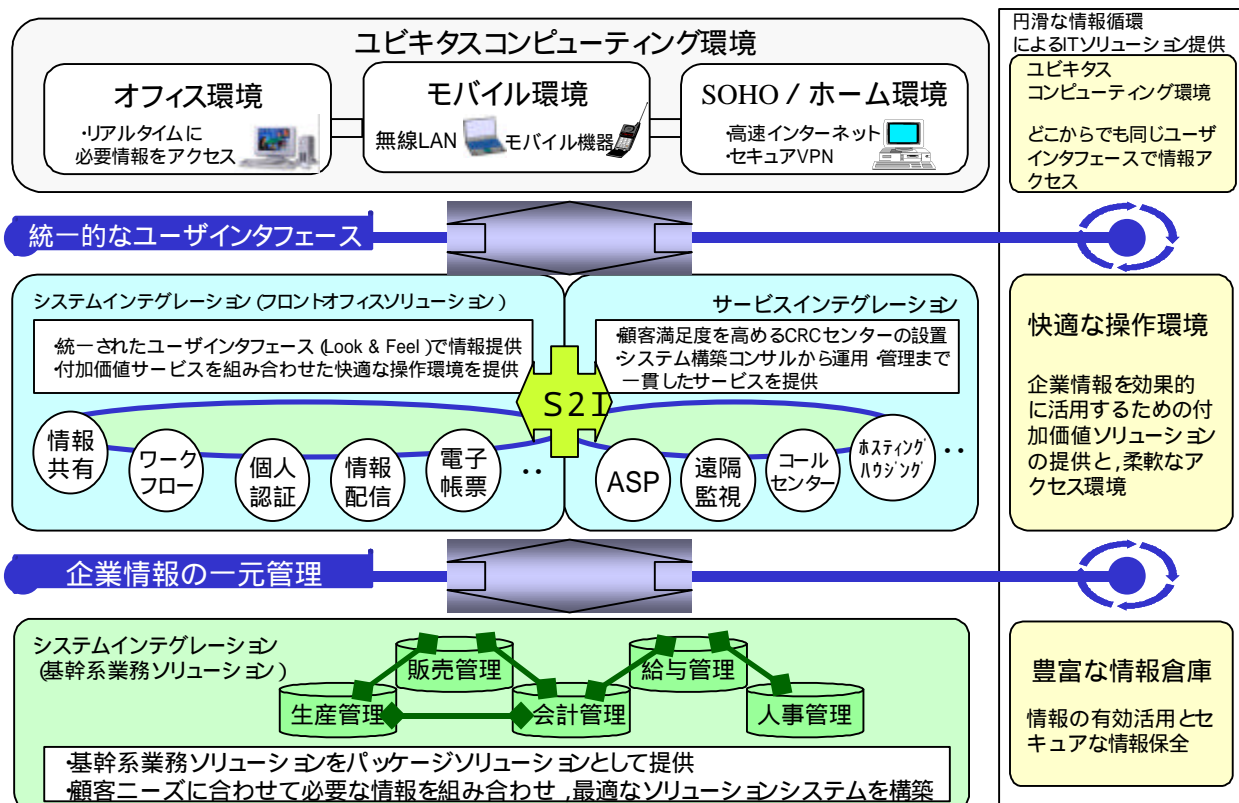 ユビキタスコンピューティング環境
オフィス環境
・リアルタイムに
必要情報をアクセス
モバイル環境
無線LAN
モバイル機器
SOHO / ホーム環境
・高速インターネット
・セキュアVPN
円滑な情報循環
によるITソリューション提供
ユビキタス
コンピューティング環境
どこからでも同じユーザ
インタフェースで情報ア
クセス
統一的なユーザインタフェース
システムインテグレーション (フロントオフィスソリューション)
・統一されたユーザインタフェース (Look & Feel)で情報提供
・付加価値サービスを組み合わせた快適な操作環境を提供
サービスインテグレーション
・顧客満足度を高めるCRCセンターの設置
・システム構築コンサルから運用・管理まで
一貫したサービスを提供
S2I
情報
共有
ワーク
フロー
個人
認証
情報
配信
電子
帳票
・・
ASP
遠隔
監視
コール
センター
ホスティング
ハウジング
・・
快適な操作環境
企業情報を効果的
に活用するための付
加価値ソリューション
の提供と,柔軟なア
クセス環境
企業情報の一元管理
システムインテグレーション
(基幹系業務ソリューション)
販売管理
給与管理
生産管理
会計管理
人事管理
・基幹系業務ソリューションをパッケージソリューションとして提供
・顧客ニーズに合わせて必要な情報を組み合わせ,最適なソリューションシステムを構築
豊富な情報倉庫
情報の有効活用とセ
キュアな情報保全